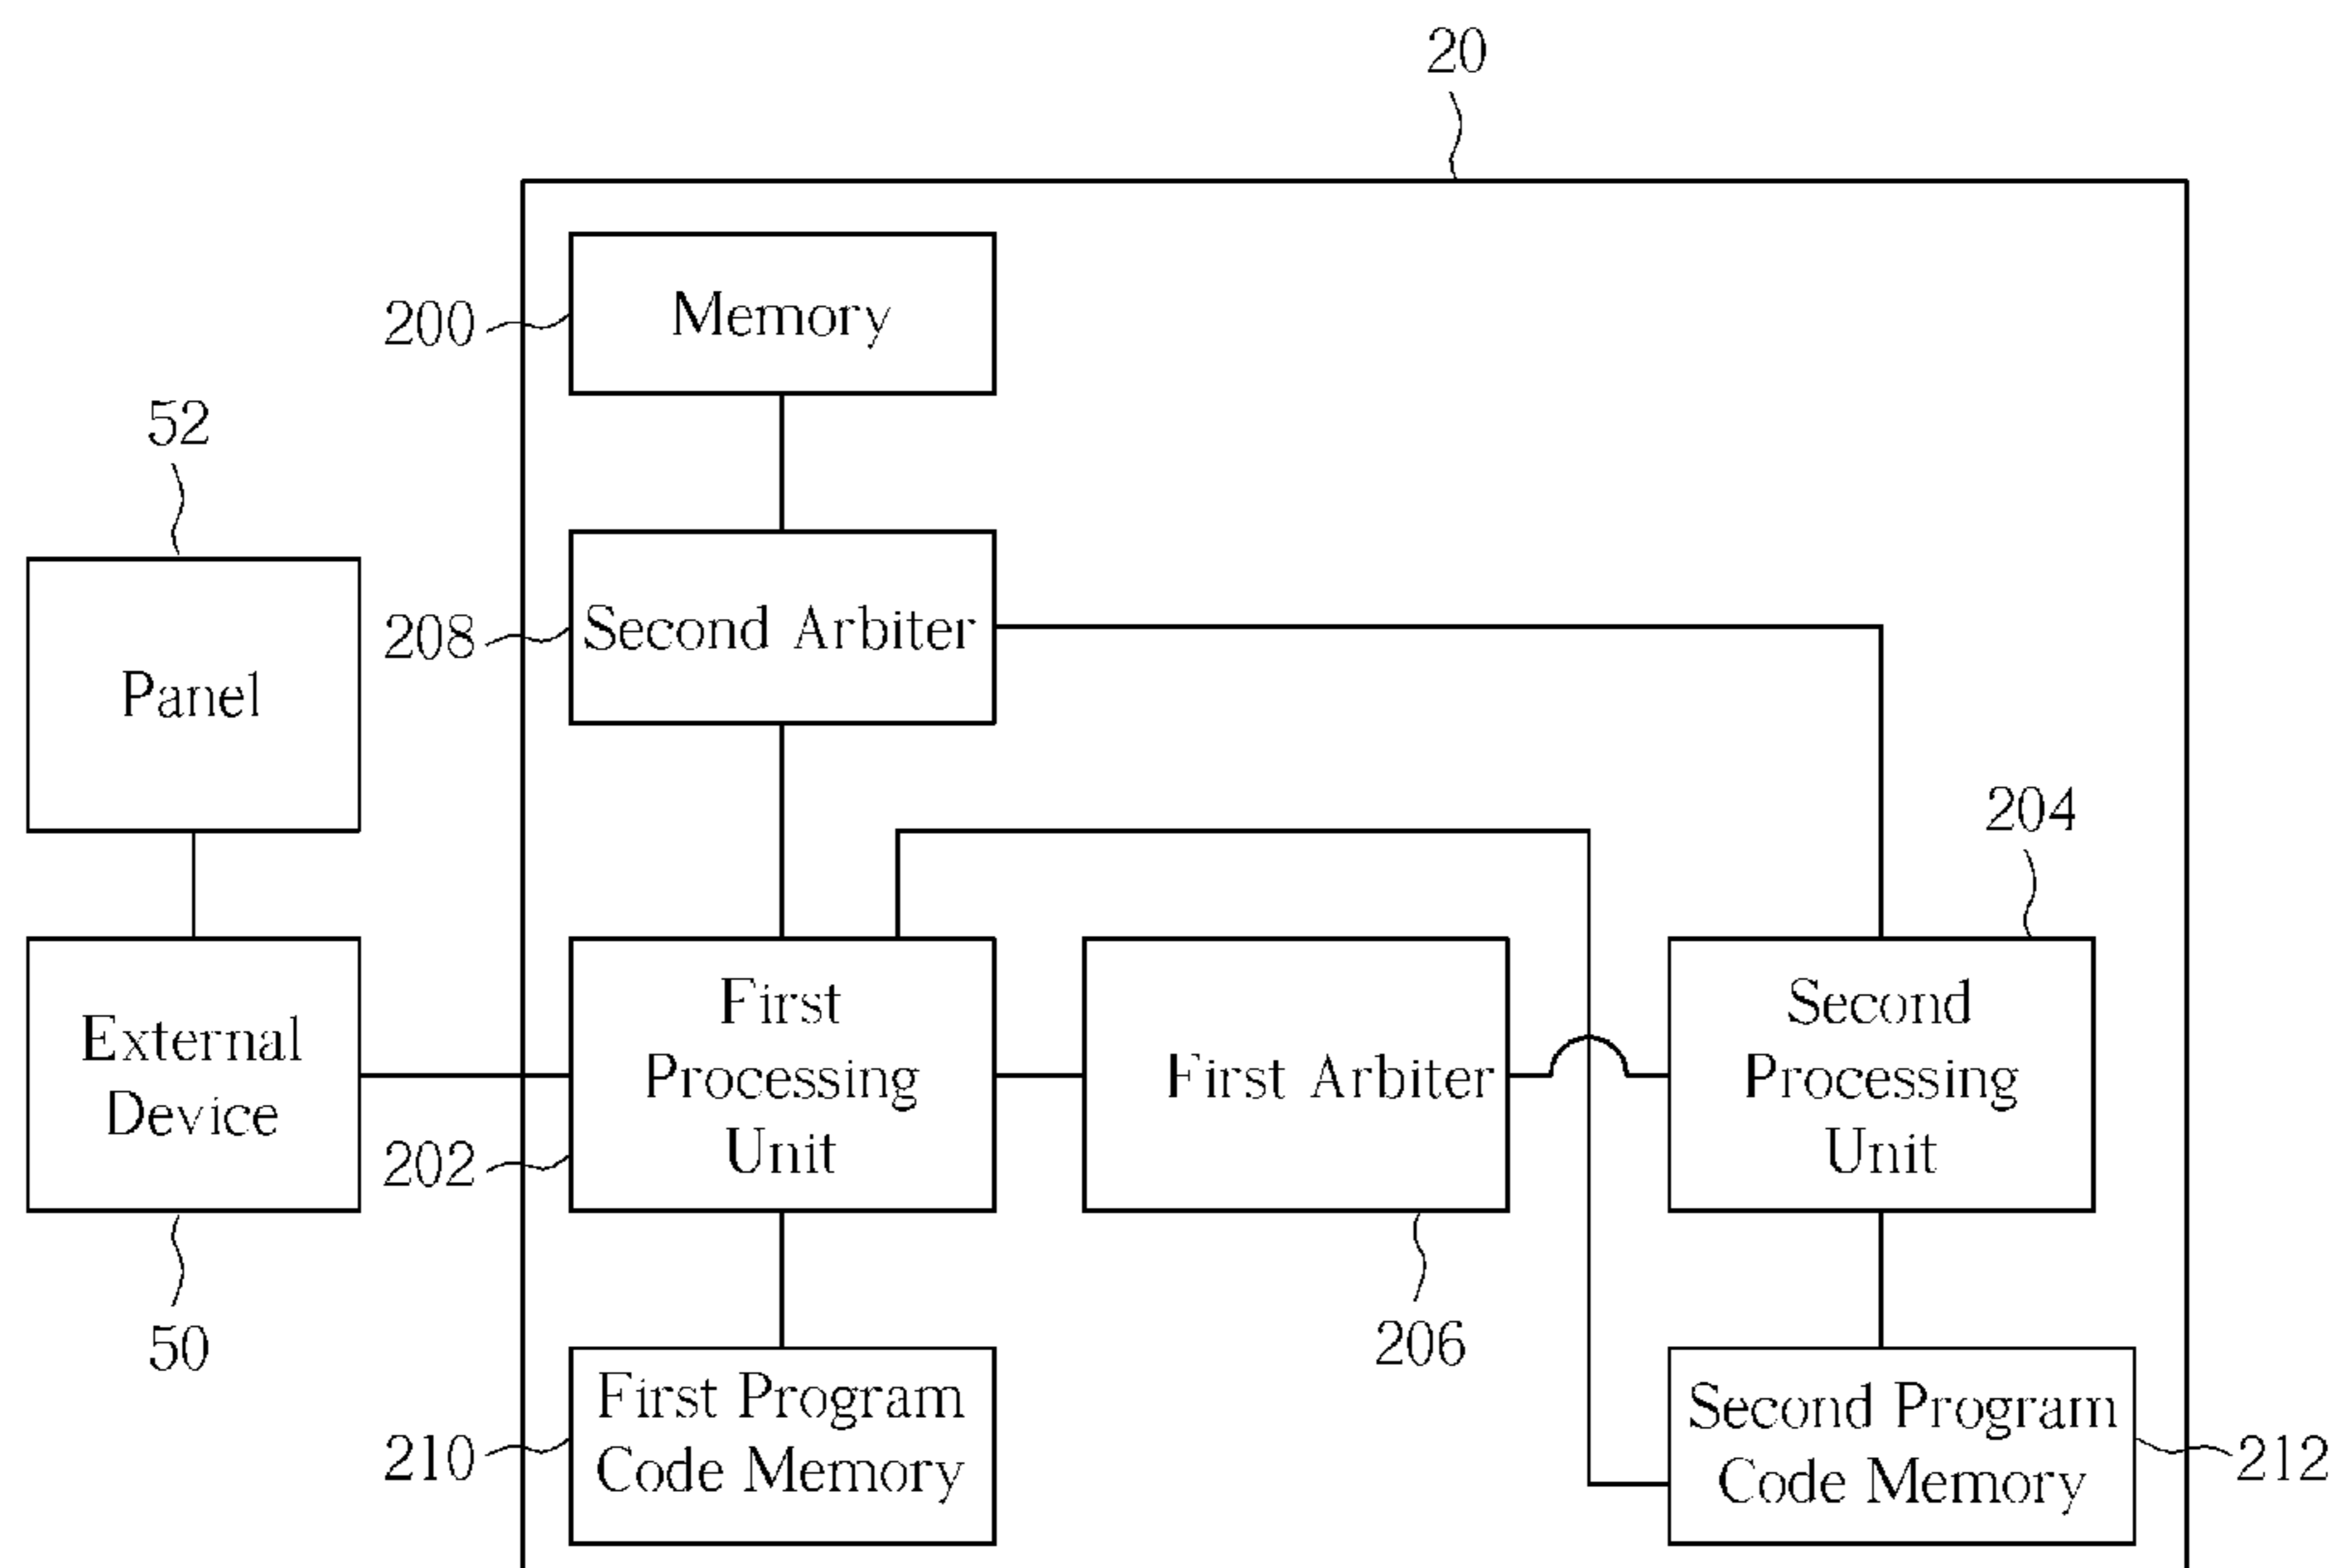 20
Memory
200
52
Second Arbiter
208
Panel
204
First
Processing
Unit
First Arbiter
Second
Processing
Unit
External
Device
202
50
206
First Program
Code Memory
210
Second Program
Code Memory
212